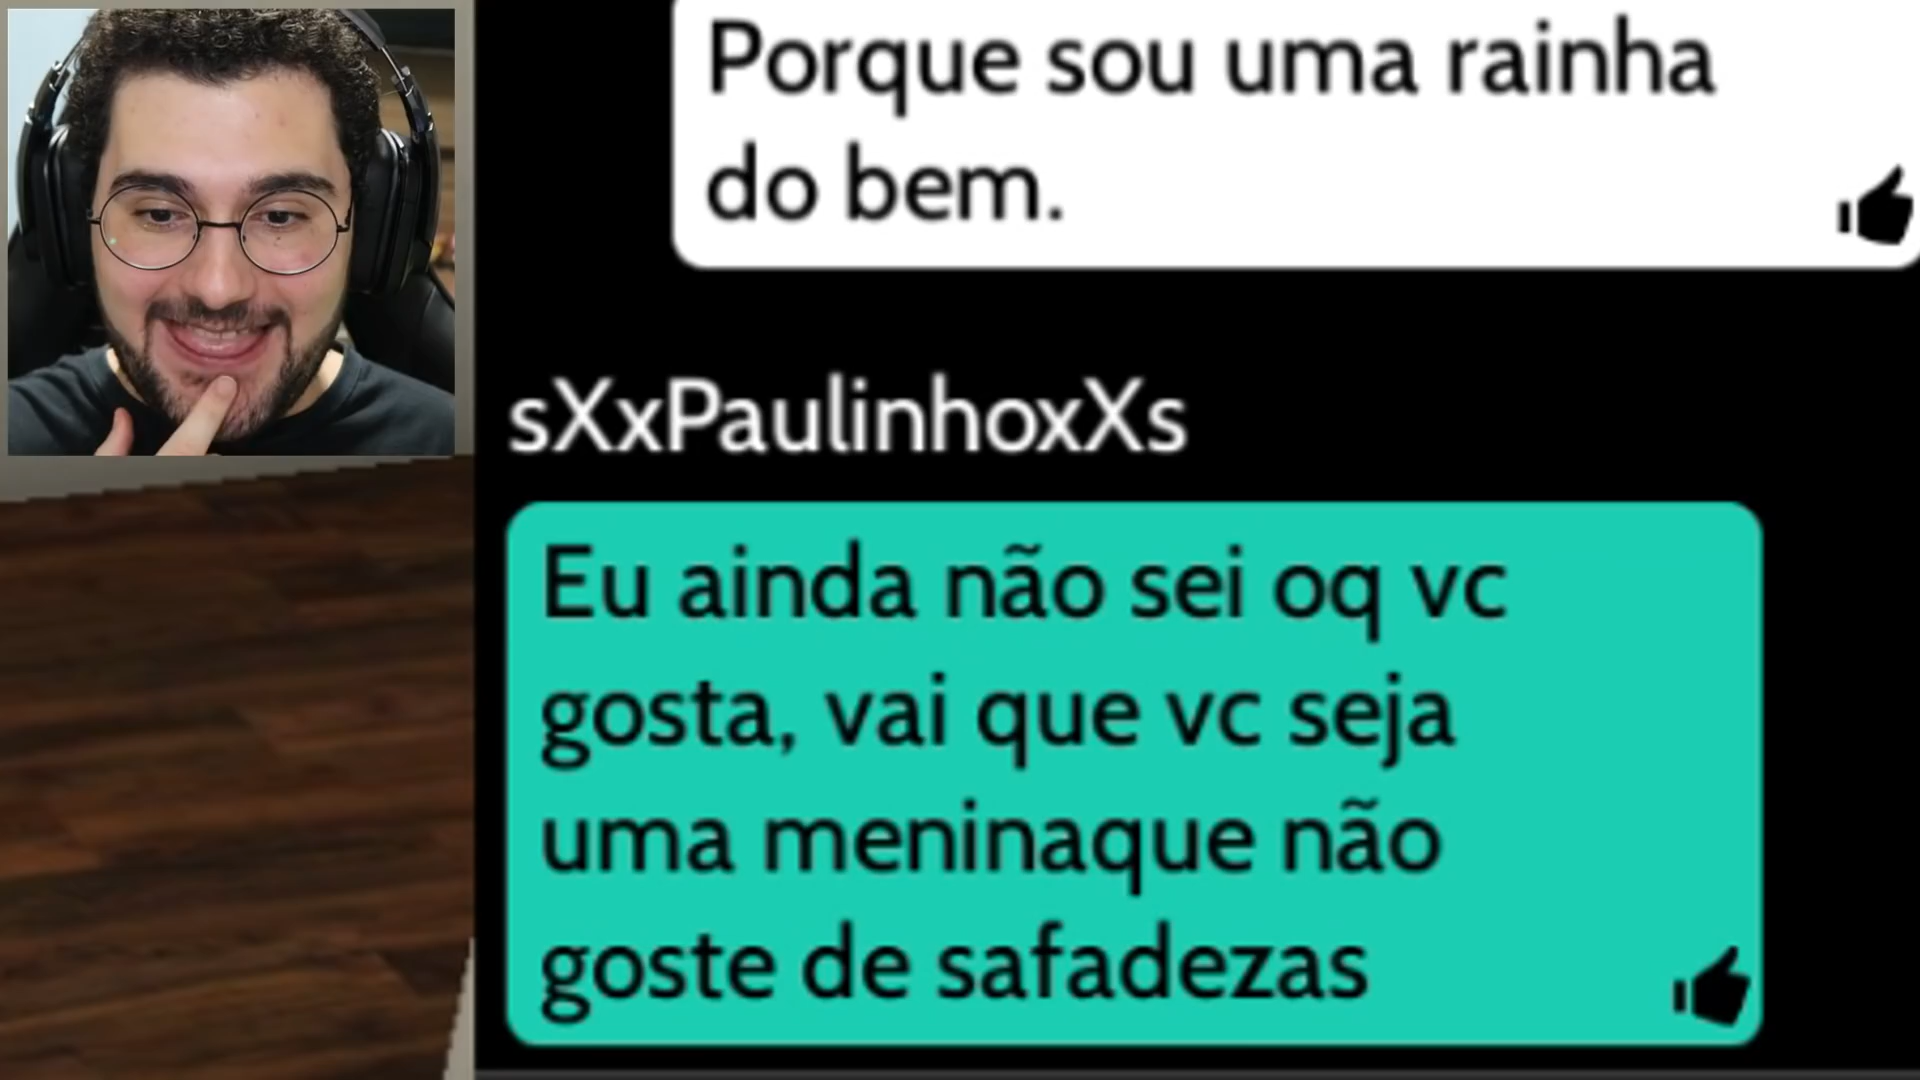 Porque sou uma rainha
do bem.
sXxPaulinhoxXs
Eu ainda não sei oq vc
gosta, vai que vc seja
uma meninaque não
goste de safadezas